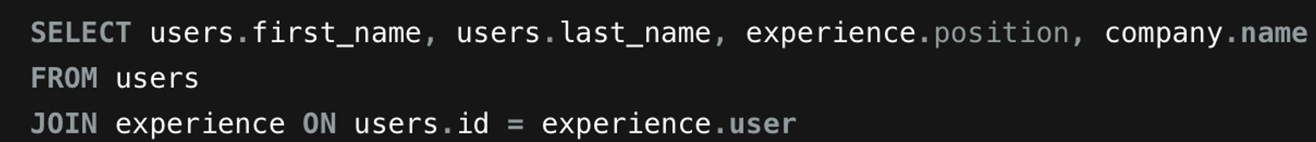 SELECT users.first_name, users.last_name, experience.position, company.name
FROM users
JOIN experience ON users.id = experience.user